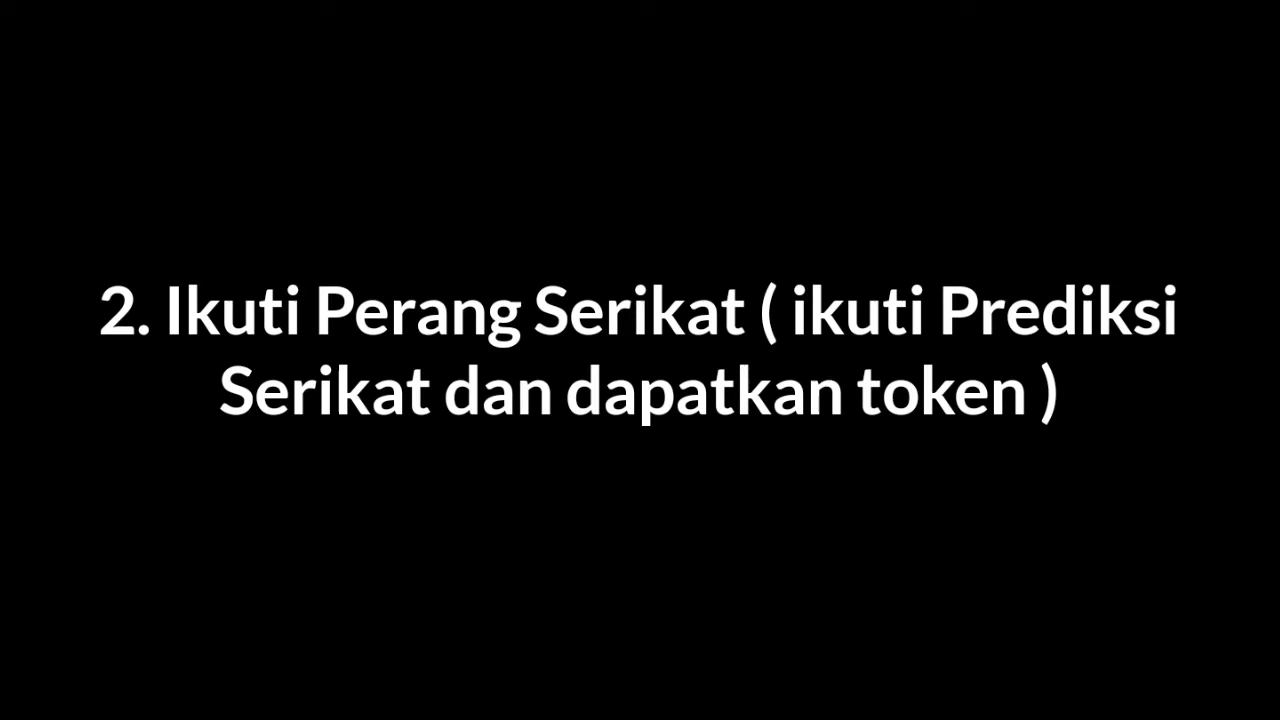 2. Ikuti Perang Serikat ( ikuti Prediksi
Serikat dan dapatkan token )